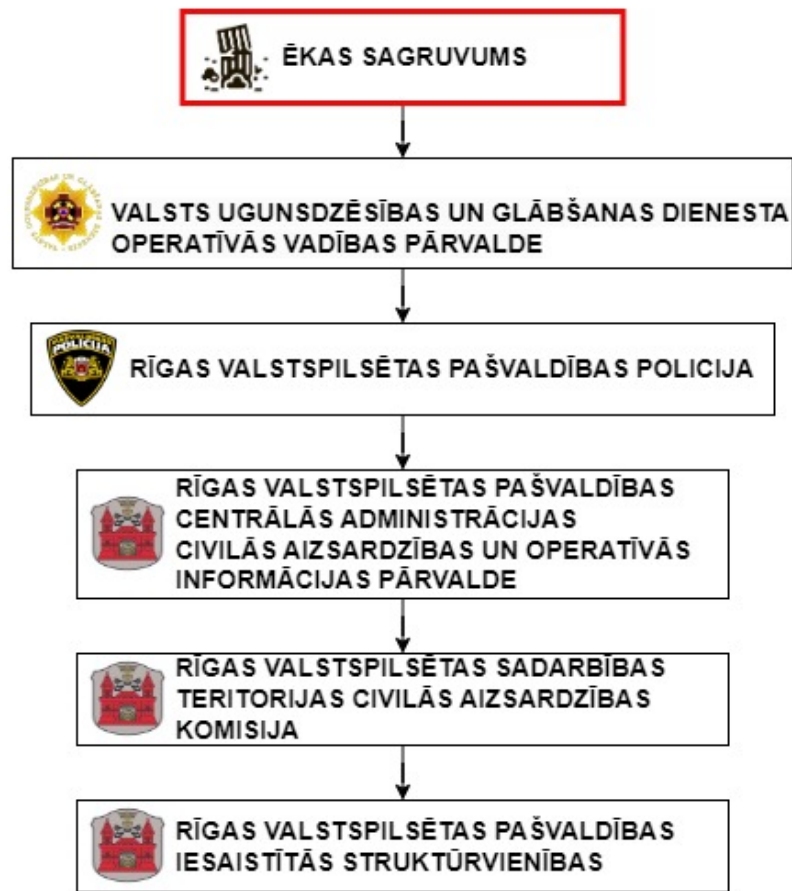 ĒKAS SAGRUVUMS
VALSTS UGUNSDZĒSĪBAS UN GLĀBŠANAS DIENESTA
OPERATĪVĀS VADĪBAS PĀRVALDE
POLICIJA
RĪGAS VALSTSPILSĒTAS PAŠVALDĪBAS POLICIJA
RĪGAS VALSTSPILSĒTAS PAŠVALDĪBAS
CENTRĀLĀS ADMINISTRĀCIJAS
CIVILĀS AIZSARDZĪBAS UN OPERATĪVĀS
INFORMĀCIJAS PĀRVALDE
RĪGAS VALSTSPILSĒTAS SADARBĪBAS
TERITORIJAS CIVILĀS AIZSARDZĪBAS
KOMISIJA
RĪGAS VALSTSPILSĒTAS PAŠVALDĪBAS
IESAISTĪTĀS STRUKTŪRVIENĪBAS